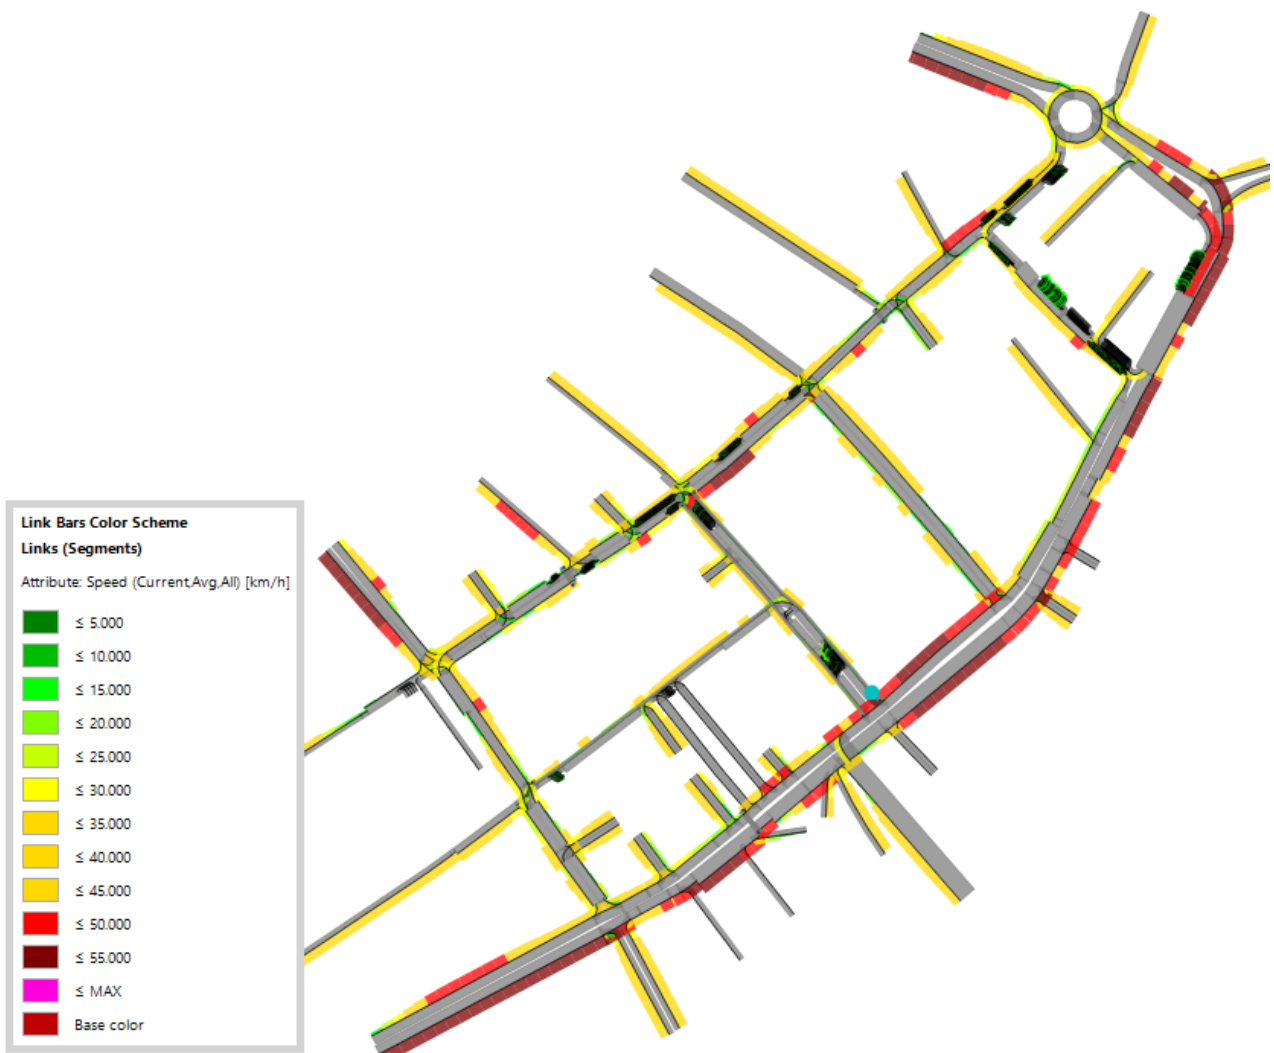 Link Bars Color Scheme
Links (Segments)
Attribute: Speed (Current,Avg,All) [km/h]
≤ 5.000
≤ 10.000
≤ 15.000
≤ 20.000
≤ 25.000
≤ 30.000
≤ 35.000
≤ 40.000
≤ 45.000
≤ 50.000
≤ 55.000
≤ MAX
Base color